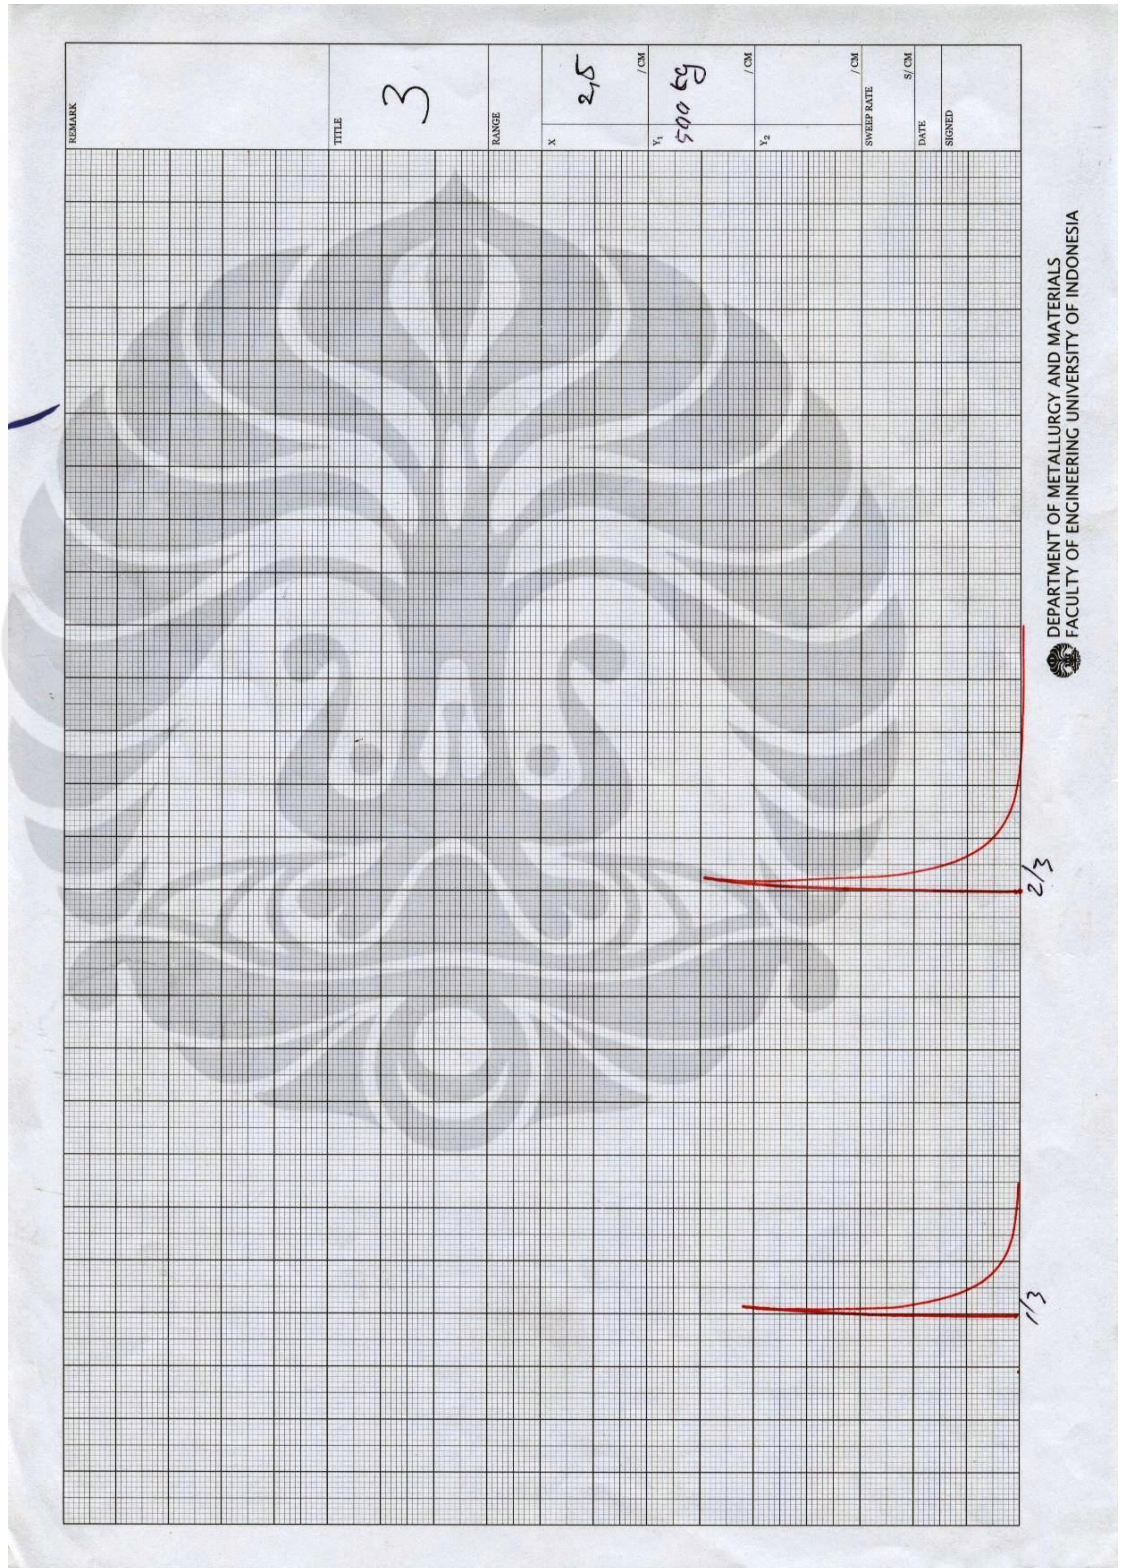 REMARK
TITLE
3
RANGE
X
2,5
/ CM
Y₁
500 kg
/ CM
Y₂
/ CM
SWEEP RATE
S/CM
DATE
SIGNED
DEPARTMENT OF METALLURGY AND MATERIALS
FACULTY OF ENGINEERING UNIVERSITY OF INDONESIA
1/3
2/3